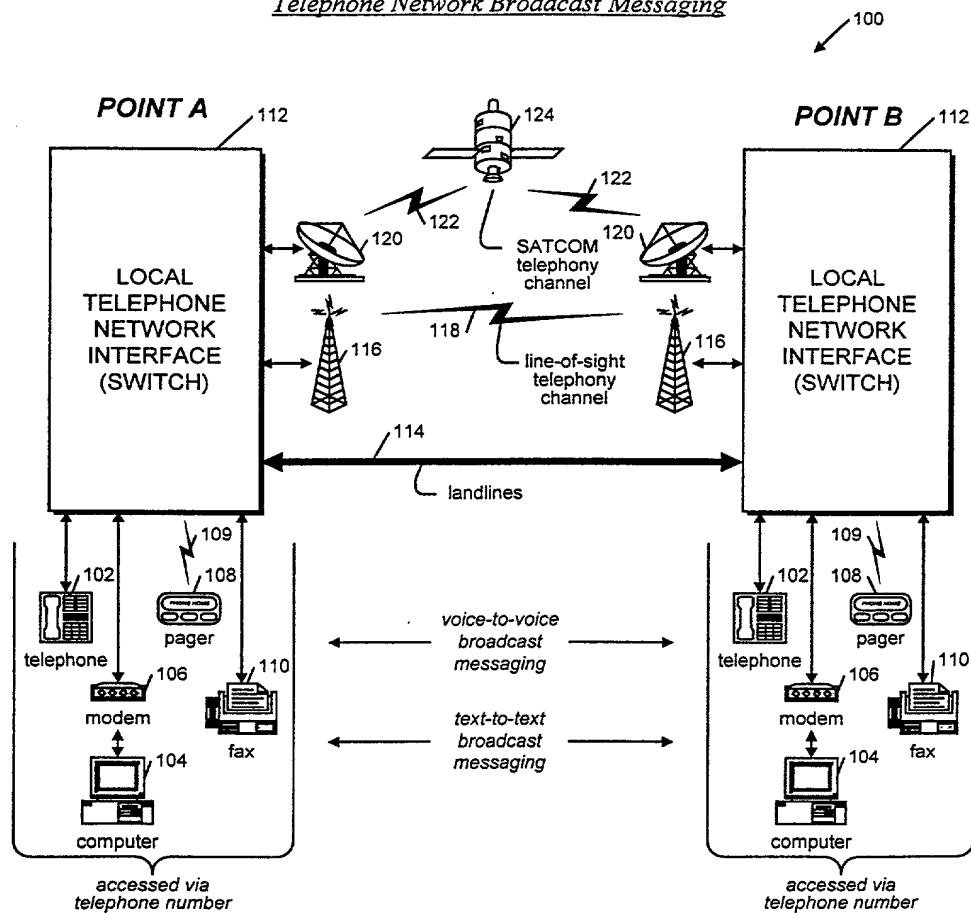 Telephone Network Broadcast Messaging
100
POINT A
112
124
POINT B
112
122
122
120
120
SATCOM
telephony
channel
LOCAL
TELEPHONE
NETWORK
INTERFACE
(SWITCH)
LOCAL
TELEPHONE
NETWORK
INTERFACE
(SWITCH)
118
116
116
line-of-sight
telephony
channel
114
landlines
109
102
108
PHONE HOME
telephone
pager
106
110
modem
fax
104
computer
accessed via
telephone number
voice-to-voice
broadcast
messaging
text-to-text
broadcast
messaging
109
102
108
PHONE HOME
telephone
pager
106
110
modem
fax
104
computer
accessed via
telephone number